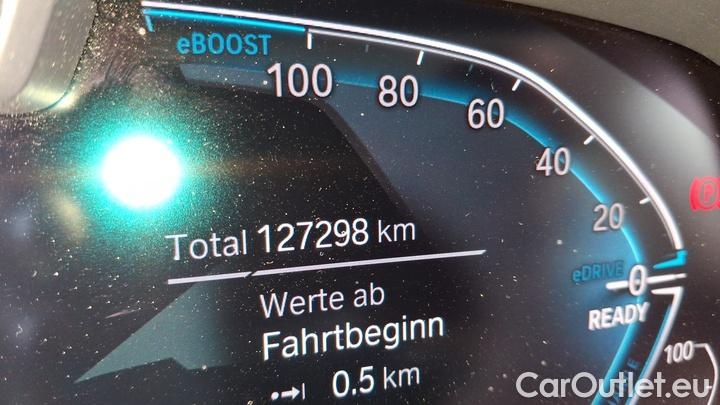 eBOOST
100
80
60
40
20
eDRIVE
0
READY
100
P
Total 127298 km
Werte ab
Fahrtbeginn
0.5 km
CarOutlet.eu